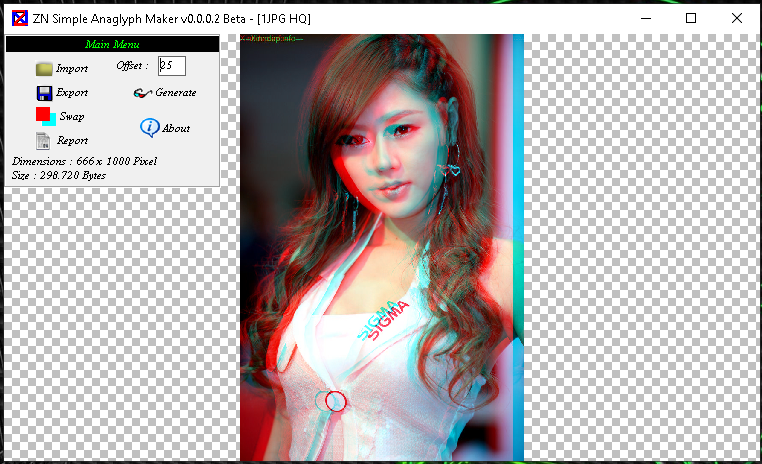 ZN Simple Anaglyph Maker v0.0.0.2 Beta - [1JPG HQ]
Main Menu
Import
Offset :
25
Export
Generate
Swap
About
Report
Dimensions : 666 x 1000 Pixel
Size : 298.720 Bytes
SIGMA
SIGMA